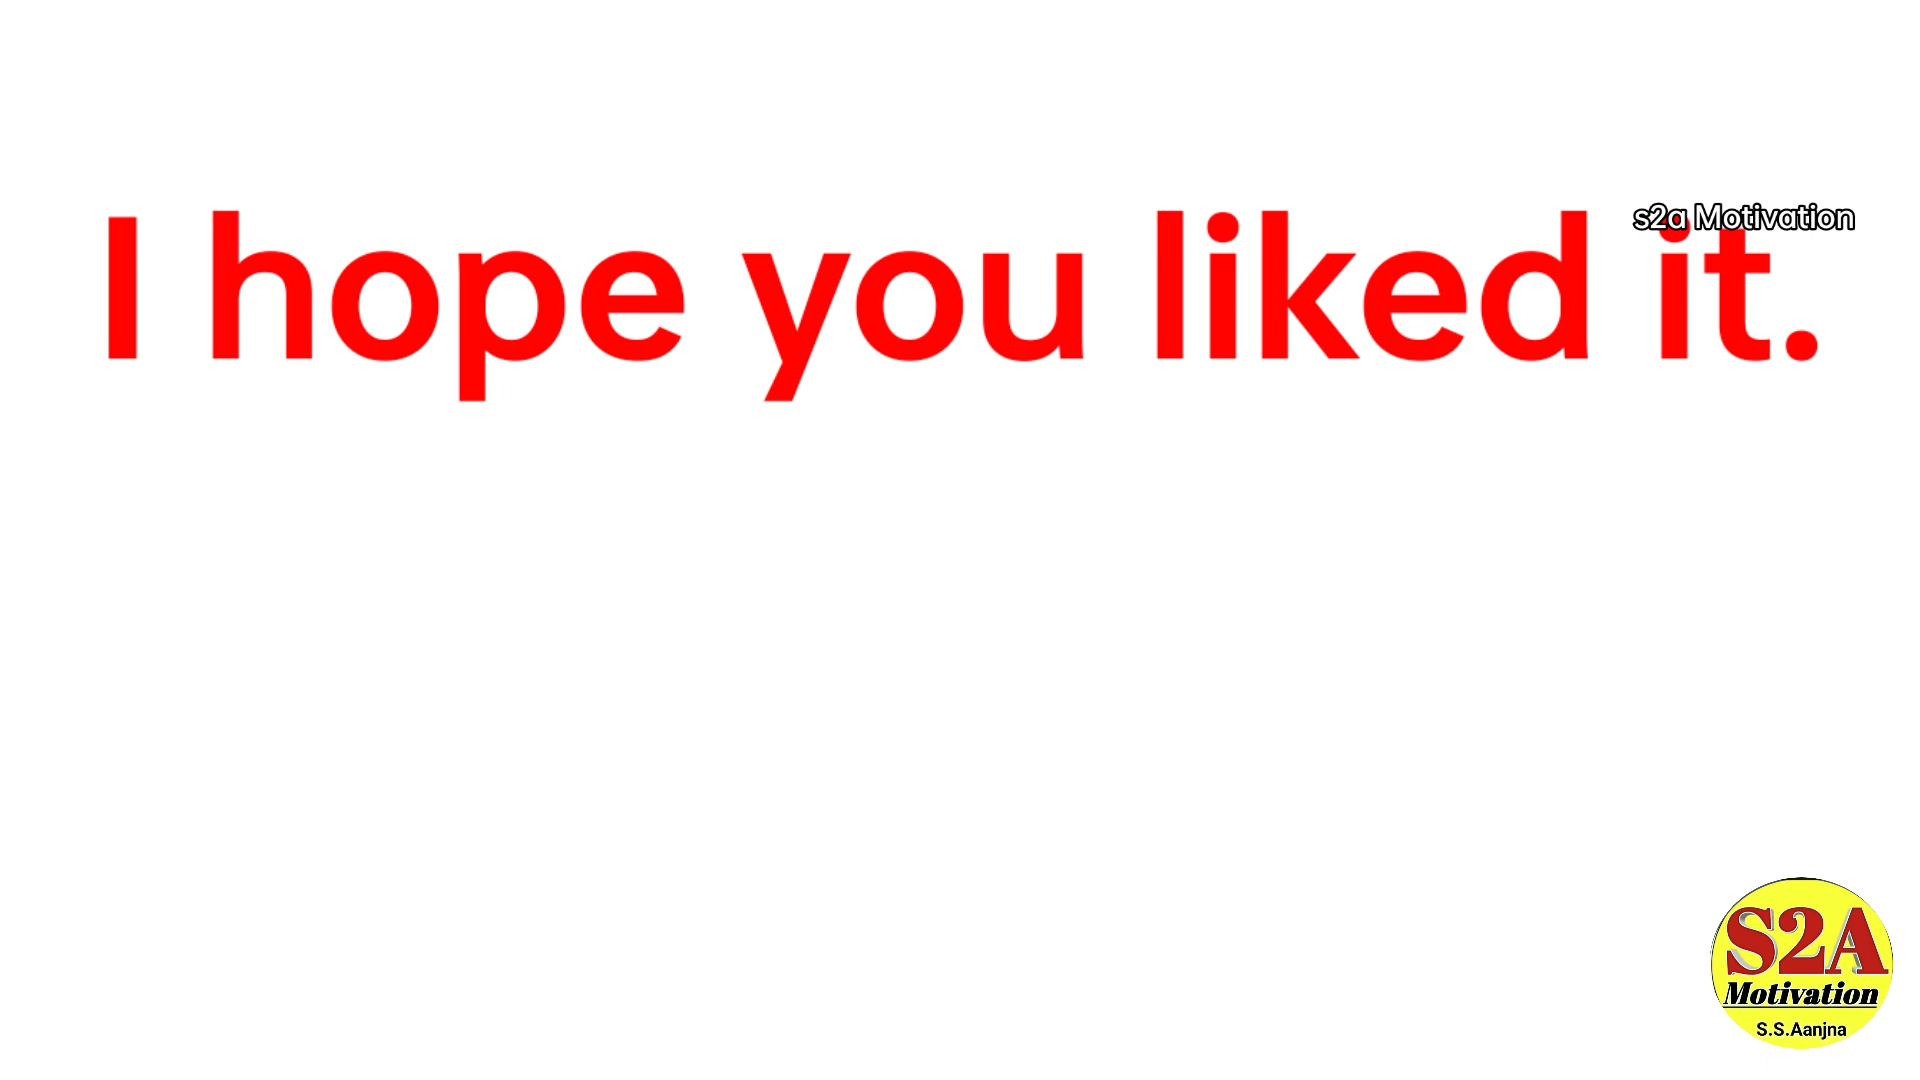 s2a Motivation
I hope you liked it.
S2A
Motivation
S.S.Aanjna